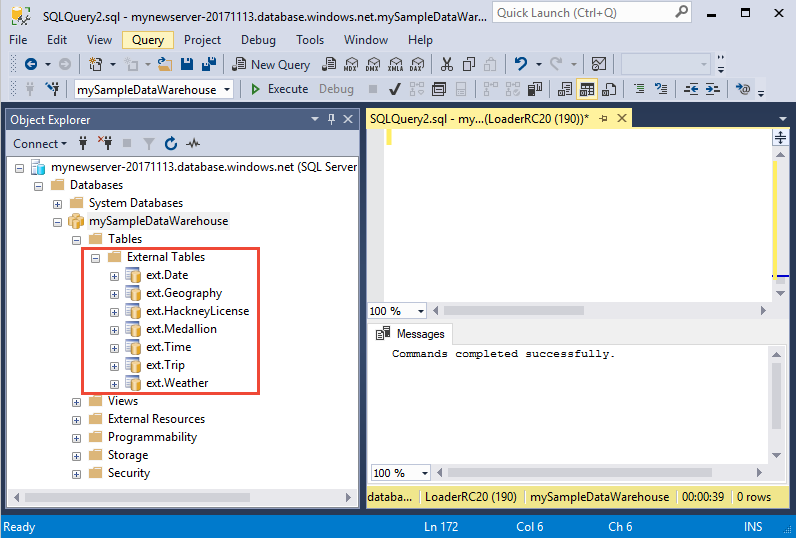 SQLQuery2.sql - mynewserver-20171113.database.windows.net.mySampleDataWar...
Quick Launch (Ctrl+Q)
File Edit View Query Project Debug Tools Window Help
New Query MDX DMX XMLA DAX
mySampleDataWarehouse Execute Debug
Object Explorer
Connect
mynewserver-20171113.database.windows.net (SQL Server
Databases
System Databases
mySampleDataWarehouse
Tables
External Tables
ext.Date
ext.Geography
ext.HackneyLicense
ext.Medallion
ext.Time
ext.Trip
ext.Weather
Views
External Resources
Programmability
Storage
Security
SQLQuery2.sql - my...(LoaderRC20 (190))*
100 %
Messages
Commands completed successfully.
100 %
databa... LoaderRC20 (190) mySampleDataWarehouse 00:00:39 0 rows
Ready Ln 172 Col 6 Ch 6 INS